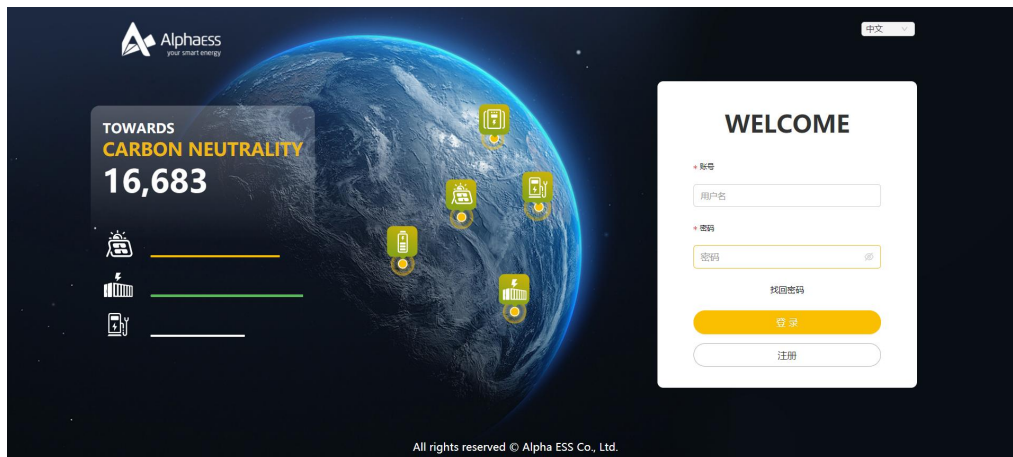 Alphaess
your smart energy
中文
TOWARDS
CARBON NEUTRALITY
16,683
WELCOME
* 账号
用户名
* 密码
密码
找回密码
登录
注册
All rights reserved © Alpha ESS Co., Ltd.